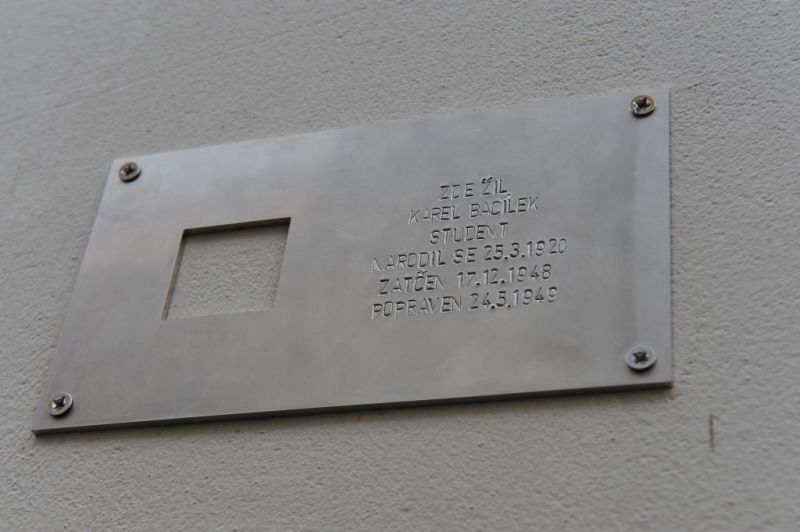 ZDE ŽIL
KAREL BACÍLEK
STUDENT
NARODIL SE 25.3.1920
ZATČEN 17.12.1948
POPRAVEN 24.5.1949